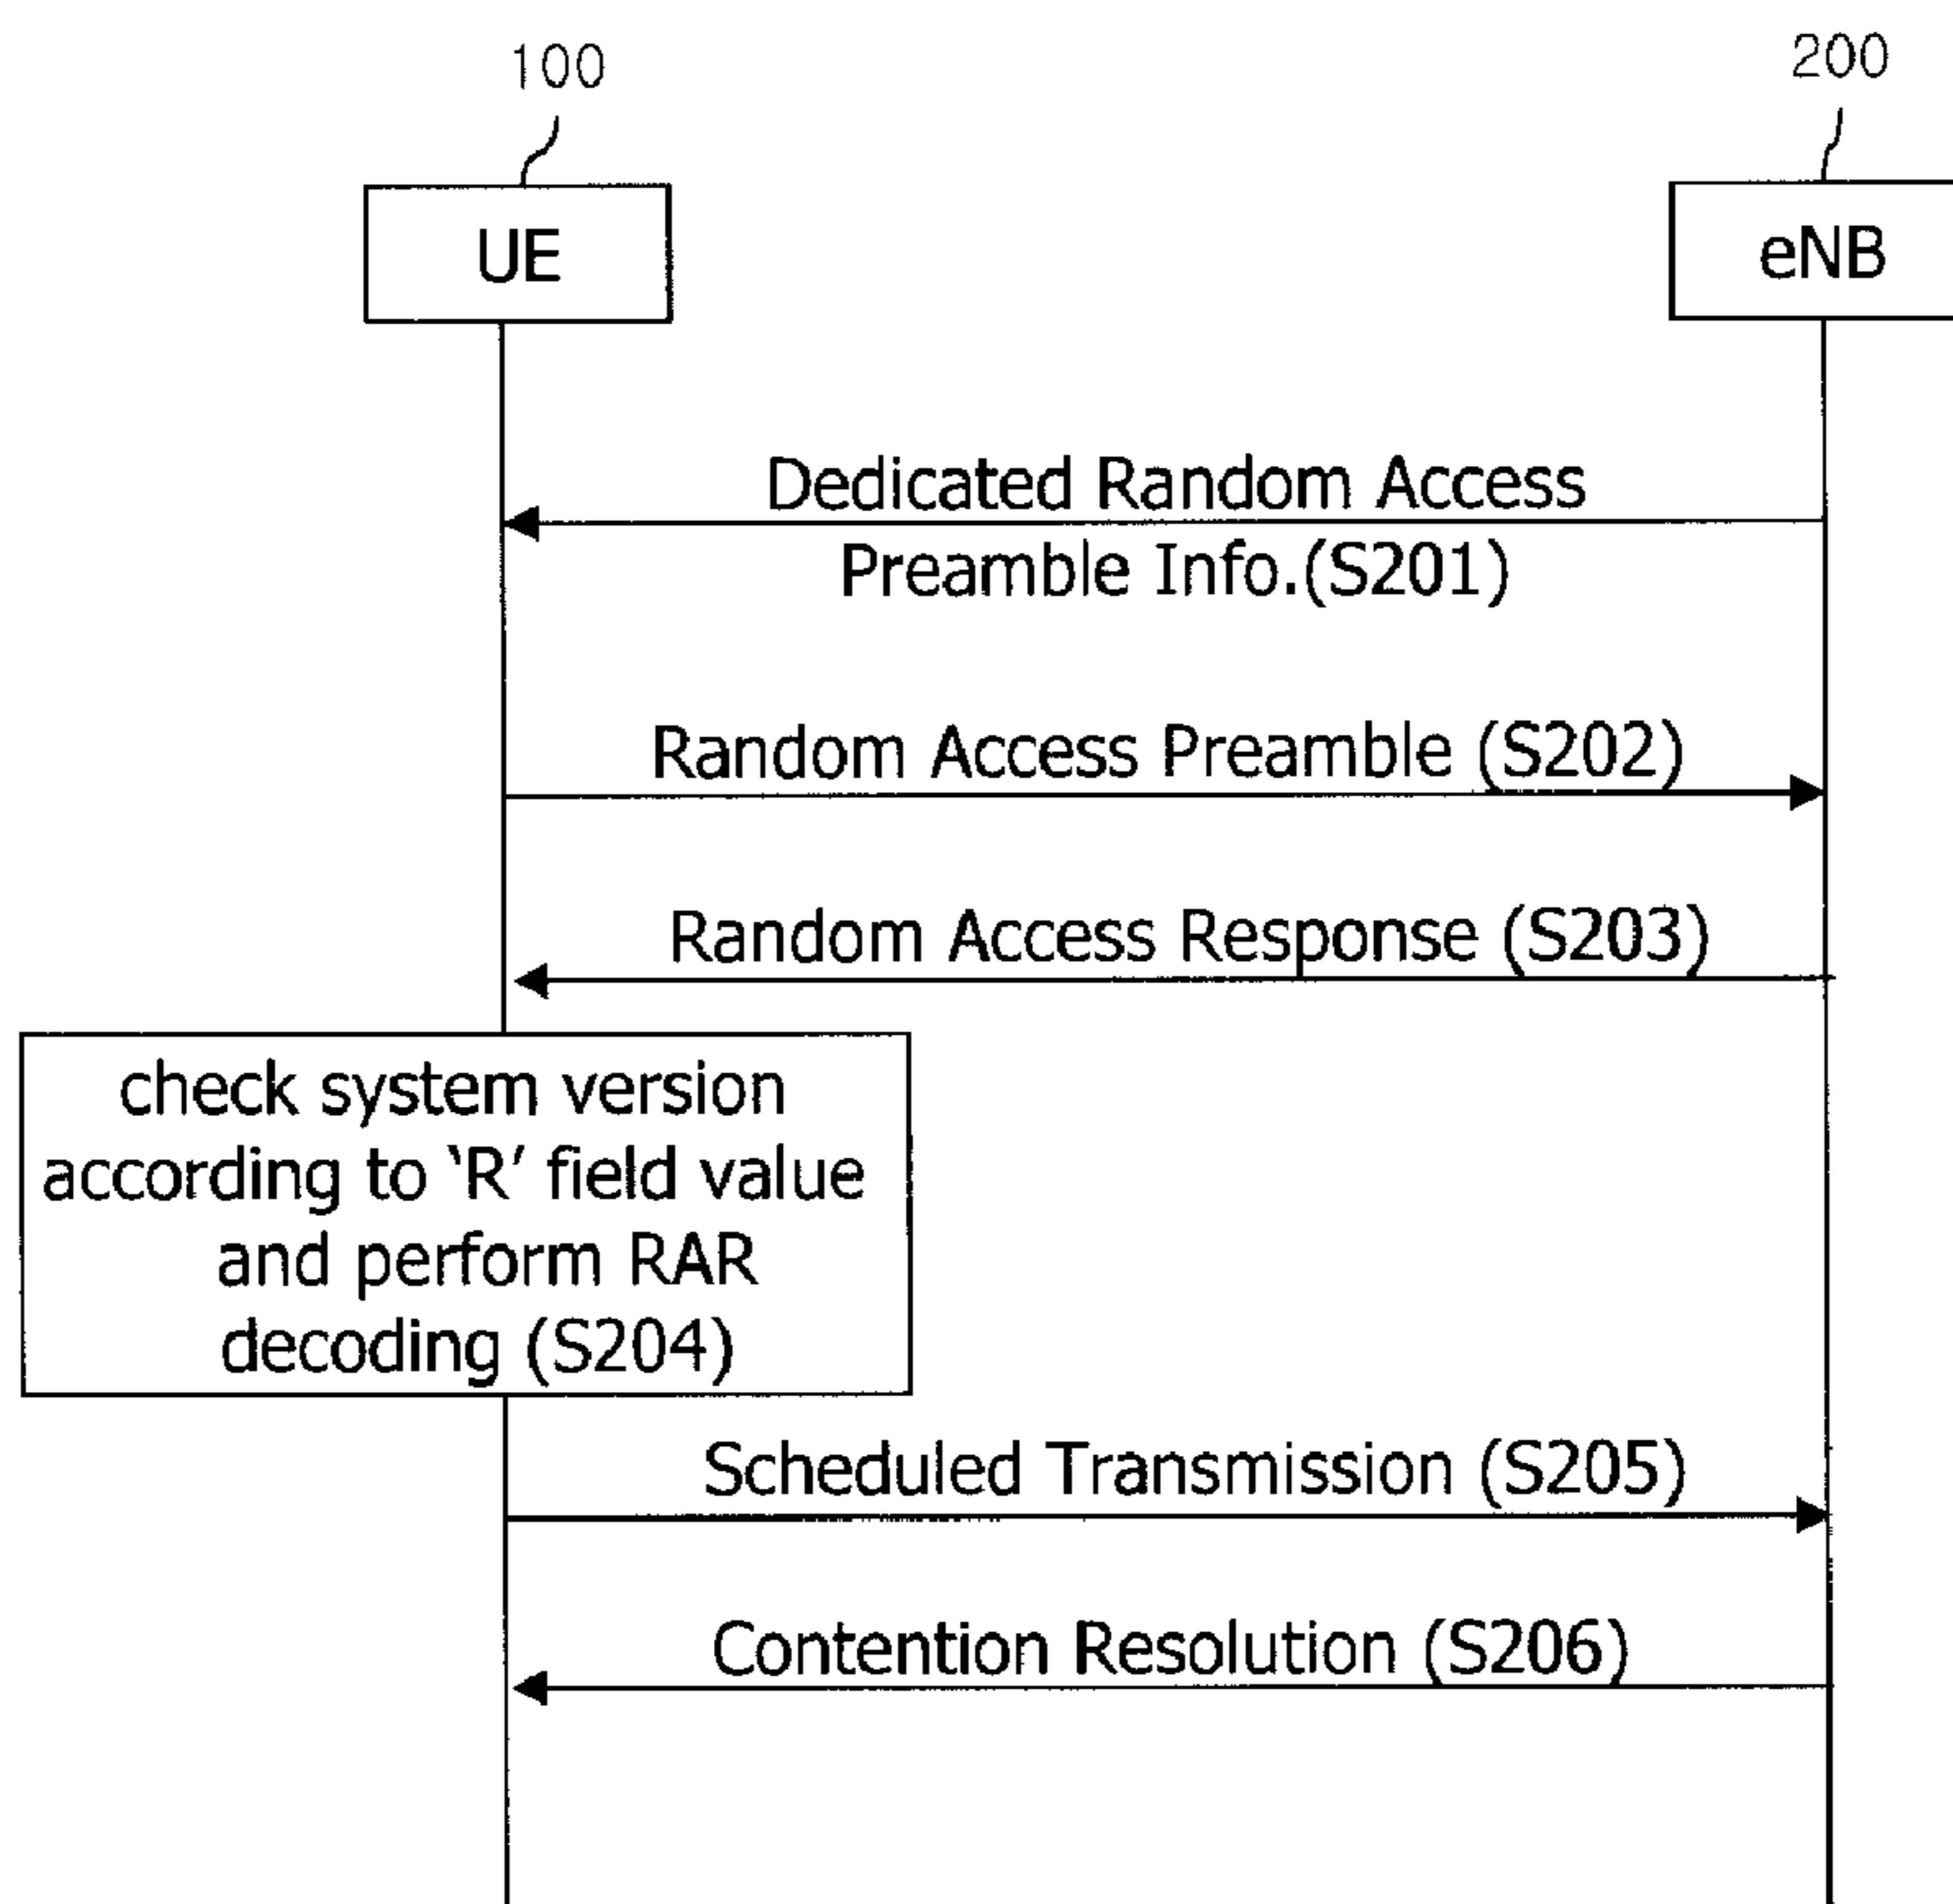 100
200
UE
eNB
Dedicated Random Access
Preamble Info.(S201)
Random Access Preamble (S202)
Random Access Response (S203)
check system version
according to ‘R’ field value
and perform RAR
decoding (S204)
Scheduled Transmission (S205)
Contention Resolution (S206)